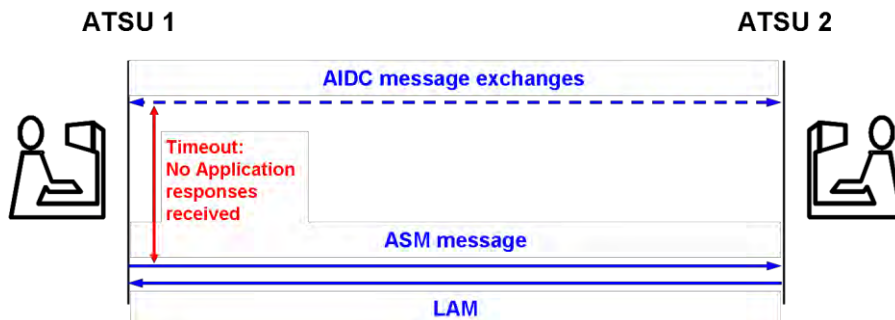 ATSU 1
ATSU 2
AIDC message exchanges
Timeout:
No Application
responses
received
ASM message
LAM